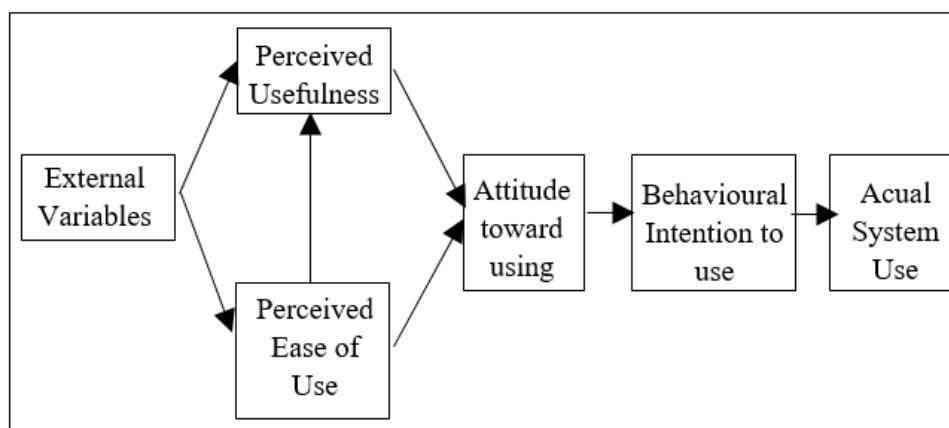 Perceived
Usefulness
External
Variables
Perceived
Ease of
Use
Attitude
toward
using
Behavioural
Intention to
use
Acual
System
Use